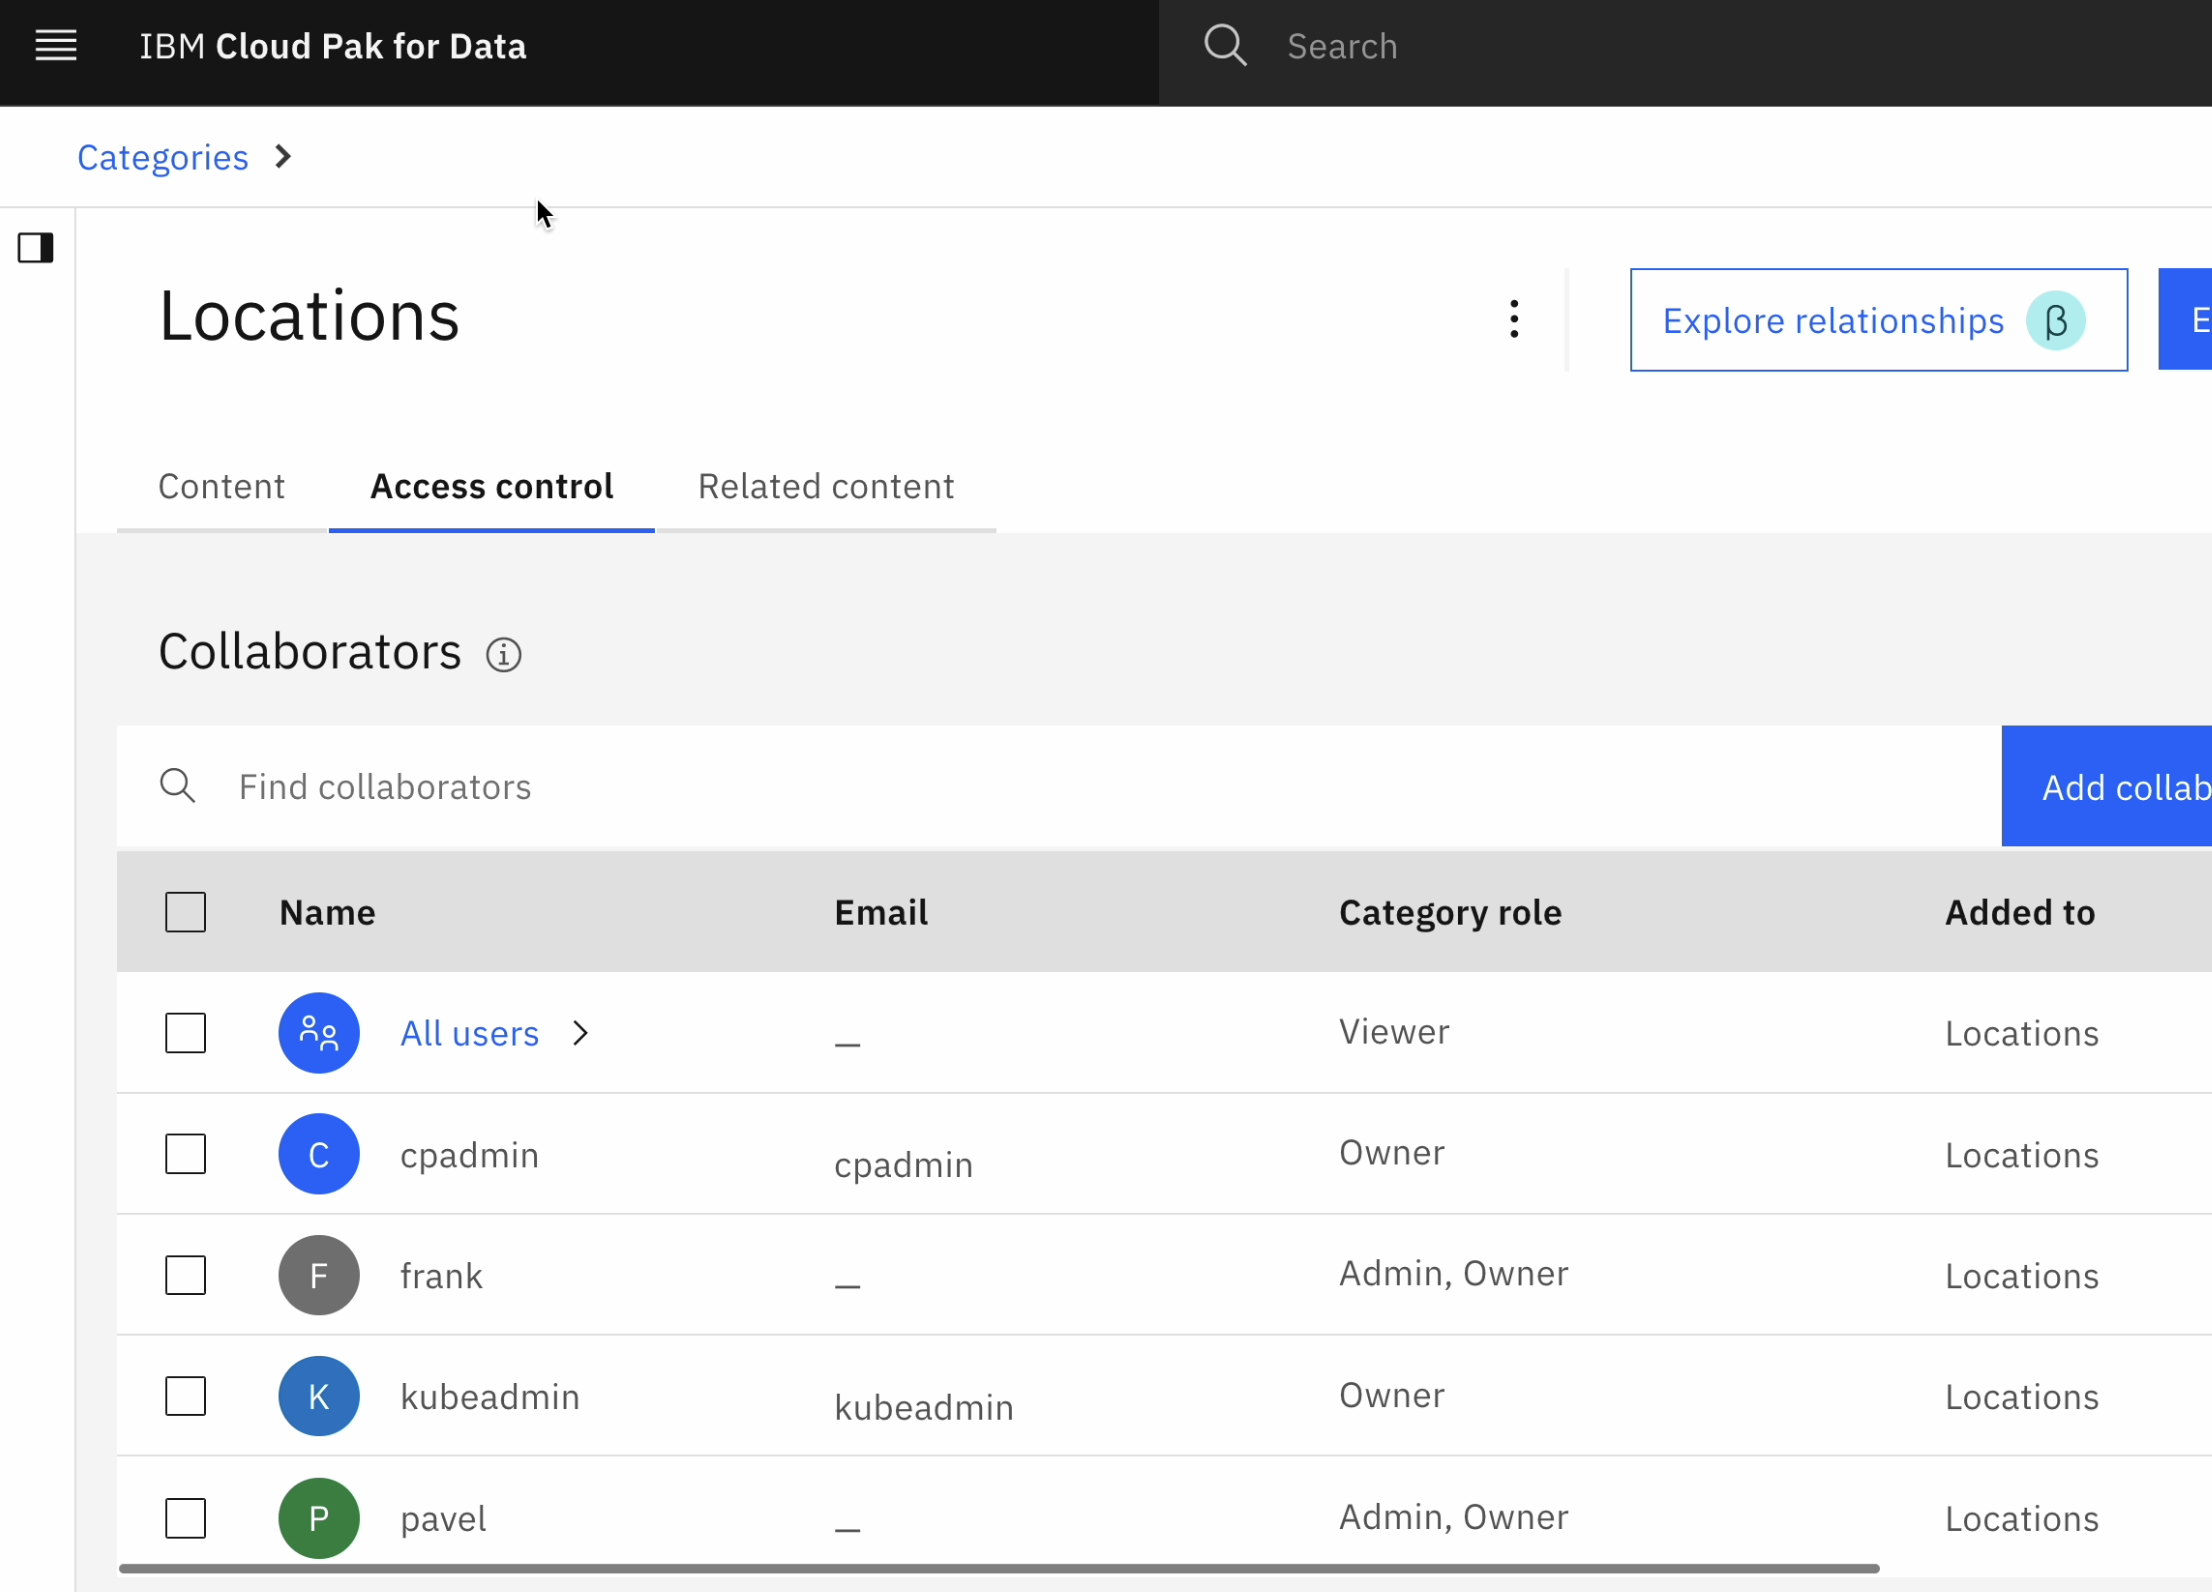 IBM Cloud Pak for Data
Search
Categories
Locations
Explore relationships β
E
Content Access control Related content
Collaborators
Find collaborators
Add collab
Name Email Category role Added to
All users – Viewer Locations
C cpadmin cpadmin Owner Locations
F frank – Admin, Owner Locations
K kubeadmin kubeadmin Owner Locations
P pavel – Admin, Owner Locations